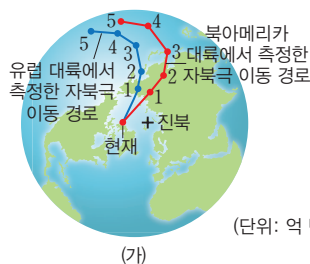 5
5
4
5
4
3
3
2
2
1
1
북아메리카
대륙에서 측정한
자북극 이동 경로
유럽 대륙에서
측정한 자북극
이동 경로
진북
현재
(단위: 억
(가)